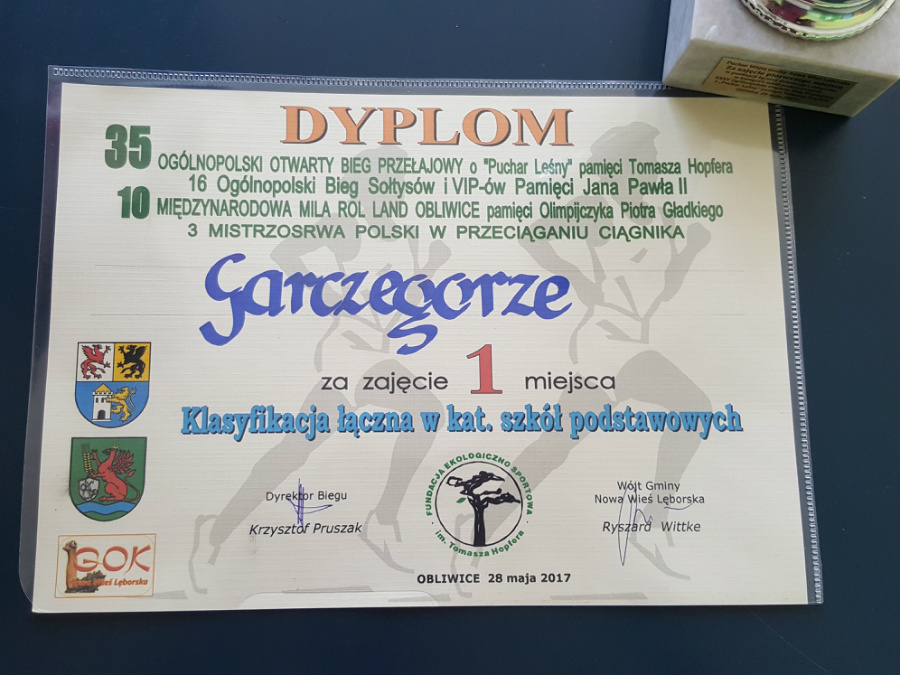 DYPLOM
35 OGÓLNOPOLSKI OTWARTY BIEG PRZEŁAJOWY o "Puchar Leśny" pamięci Tomasza Hopfera
16 Ogólnopolski Bieg Sołtysów i VIP-ów Pamięci Jana Pawła II
10 MIĘDZYNARODOWA MILA ROL LAND OBLIWICE pamięci Olimpijczyka Piotra Gładkiego
3 MISTRZOSRWA POLSKI W PRZECIĄGANIU CIĄGNIKA
Garczegorze
za zajęcie 1 miejsca
Klasyfikacja łączna w kat. szkół podstawowych
Dyrektor Biegu
Krzysztof Pruszak
FUNDACJA EKOLOGICZNO SPORTOWA
im. Tomasza Hopfera
Wójt Gminy
Nowa Wieś Lęborska
Ryszard Wittke
GOK
Nowa Wieś Lęborska
OBLIWICE 28 maja 2017